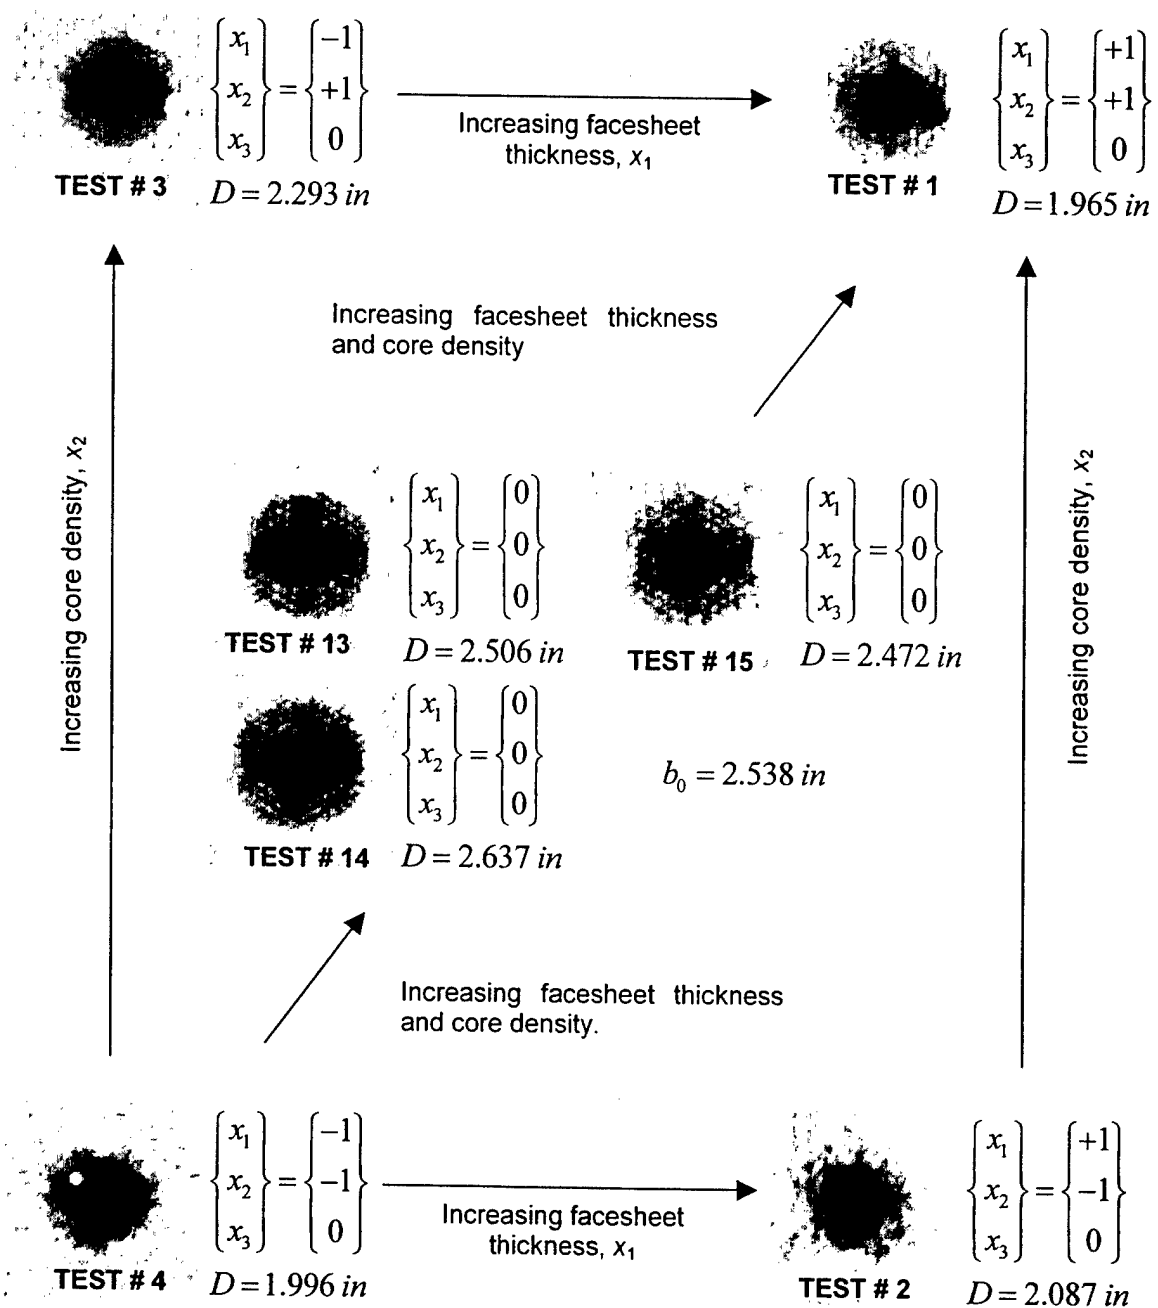 {x₁ x₂ x₃} = {−1 +1 0}
TEST # 3
D = 2.293 in
Increasing facesheet
thickness, x₁
{x₁ x₂ x₃} = {+1 +1 0}
TEST # 1
D = 1.965 in
Increasing facesheet thickness
and core density
Increasing core density, x₂
Increasing core density, x₂
{x₁ x₂ x₃} = {0 0 0}
TEST # 13
D = 2.506 in
{x₁ x₂ x₃} = {0 0 0}
TEST # 15
D = 2.472 in
{x₁ x₂ x₃} = {0 0 0}
TEST # 14
D = 2.637 in
b₀ = 2.538 in
Increasing facesheet thickness
and core density.
{x₁ x₂ x₃} = {−1 −1 0}
TEST # 4
D = 1.996 in
Increasing facesheet
thickness, x₁
{x₁ x₂ x₃} = {+1 −1 0}
TEST # 2
D = 2.087 in